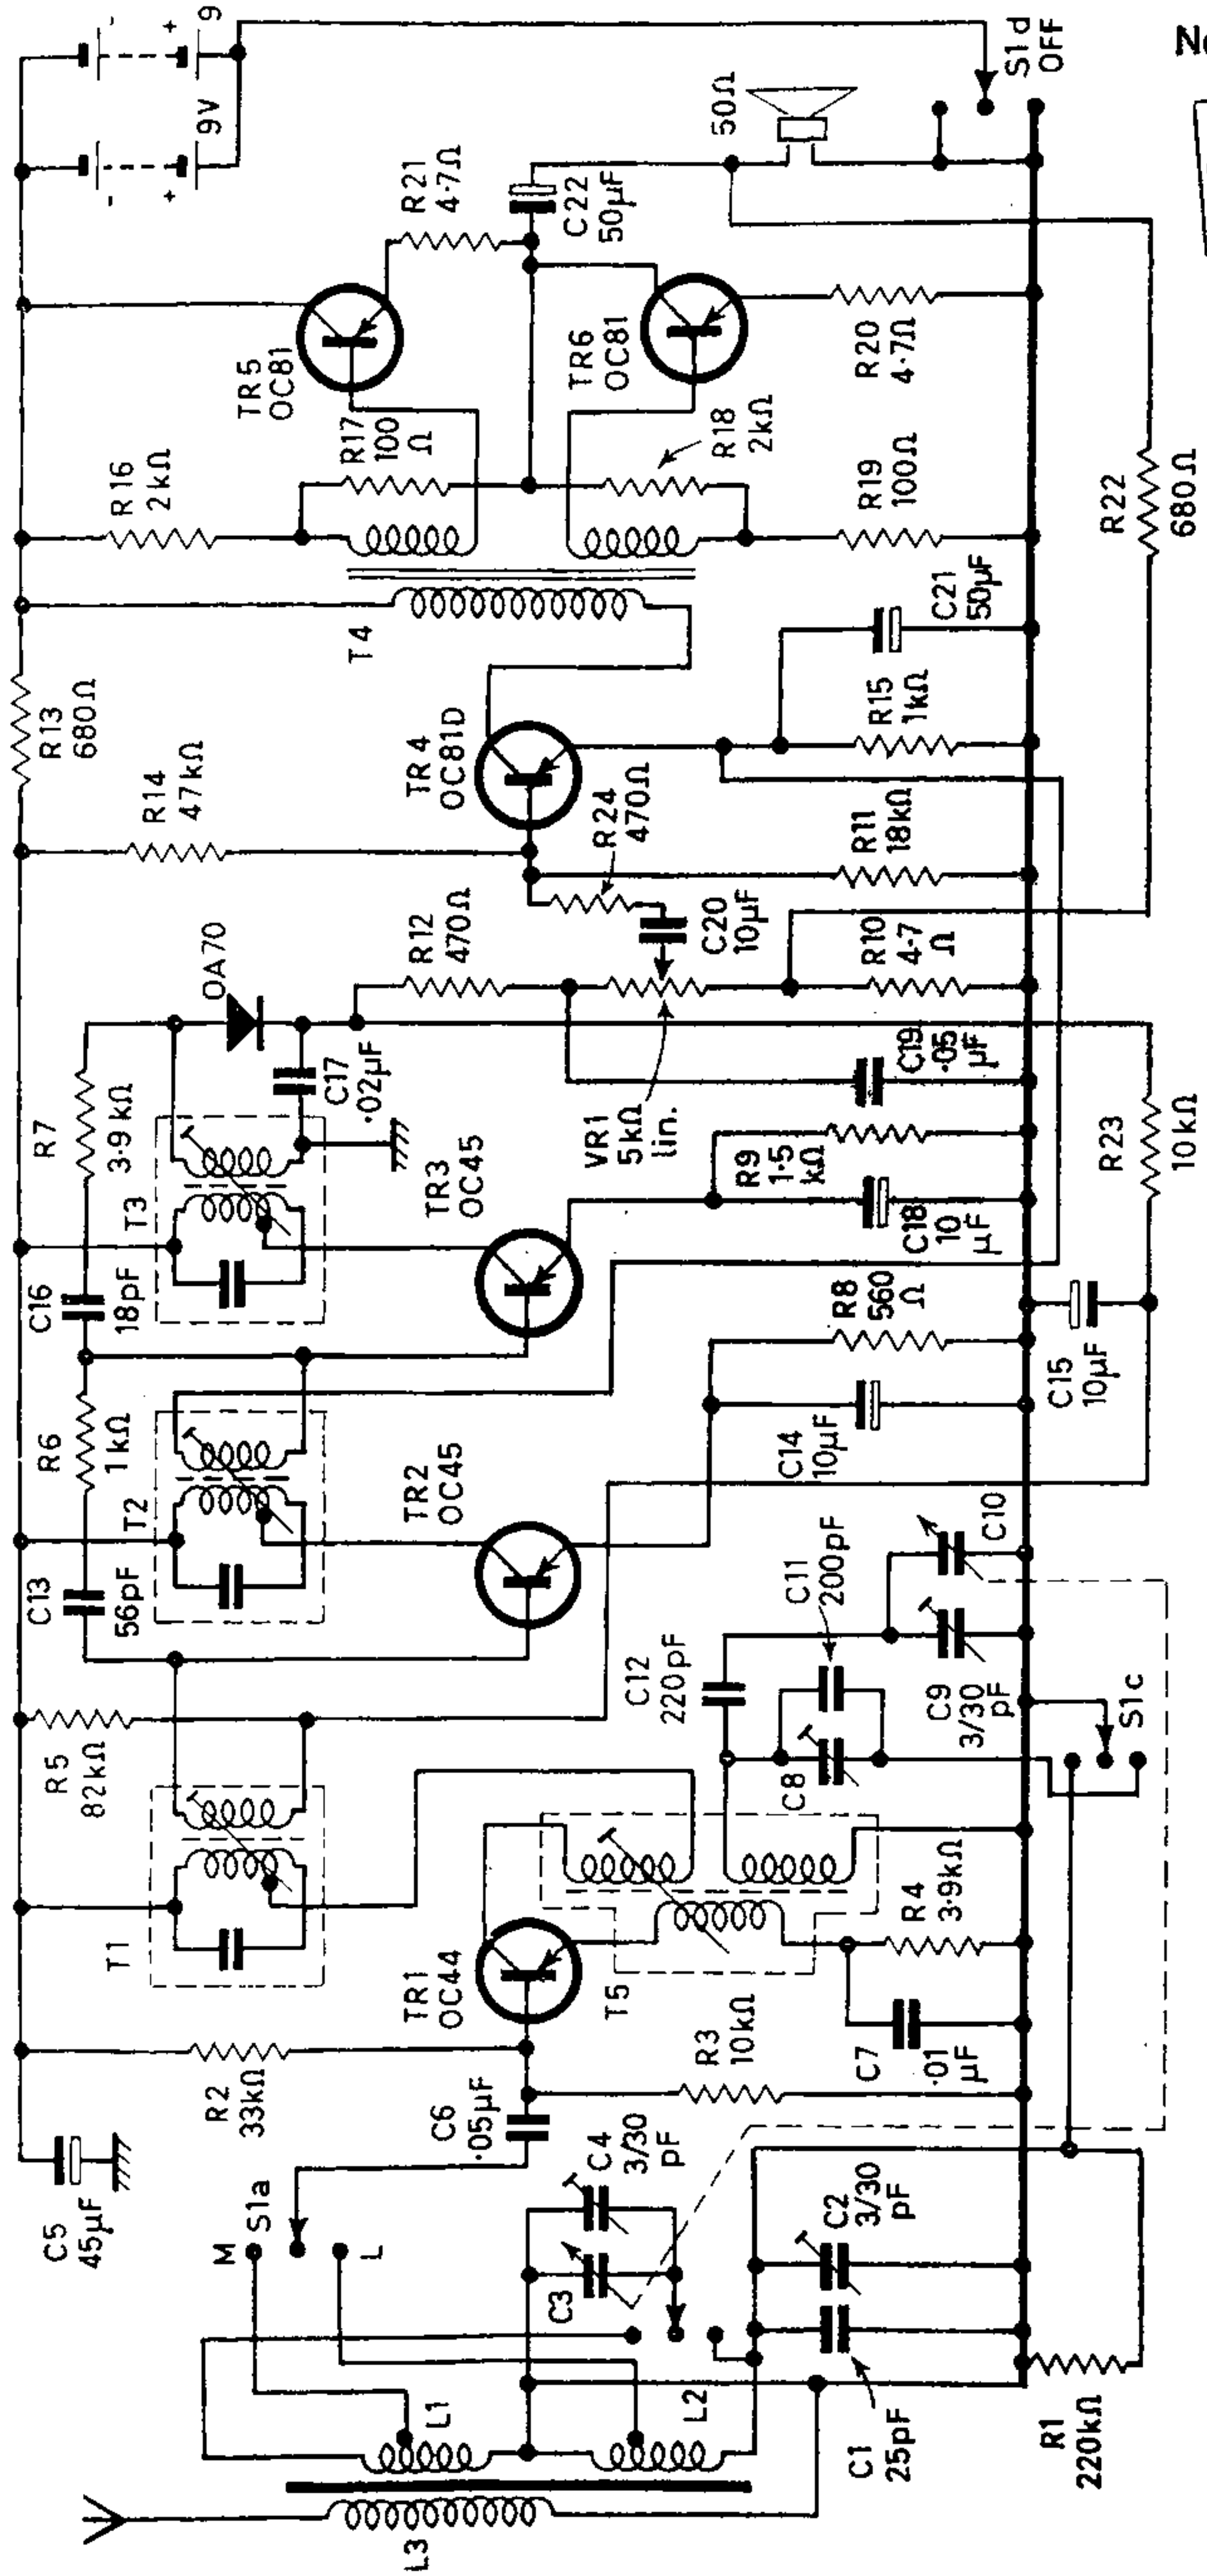 C5
45µF
M
S1a
L
L3
L1
L2
C1
25pF
R1
220kΩ
C2
3/30
pF
C3
C4
3/30
pF
C6
.05µF
R2
33kΩ
R3
10kΩ
C7
.01
µF
R4
3·9kΩ
TR1
OC44
T5
T1
R5
82kΩ
C8
C12
220pF
C11
200pF
C9
3/30
pF
C10
S1c
C13
56pF
R6
1kΩ
T2
TR2
OC45
C14
10µF
R8
560
Ω
C15
10µF
C16
18pF
R7
3·9kΩ
T3
TR3
OC45
C17
.02µF
OA70
C18
10
µF
R9
1·5
kΩ
C19
.05
µF
VR1
5kΩ
lin.
R23
10kΩ
R12
470Ω
C20
10µF
R10
4·7
Ω
R24
470Ω
R11
18kΩ
R14
47kΩ
TR4
OC81D
R13
680Ω
R15
1kΩ
C21
50µF
T4
R16
2kΩ
R17
100
Ω
R18
2kΩ
R19
100Ω
R22
680Ω
TR5
OC81
TR6
OC81
R20
4·7Ω
R21
4·7Ω
C22
50µF
50Ω
-
+
9V
-
+
9
S1d
OFF